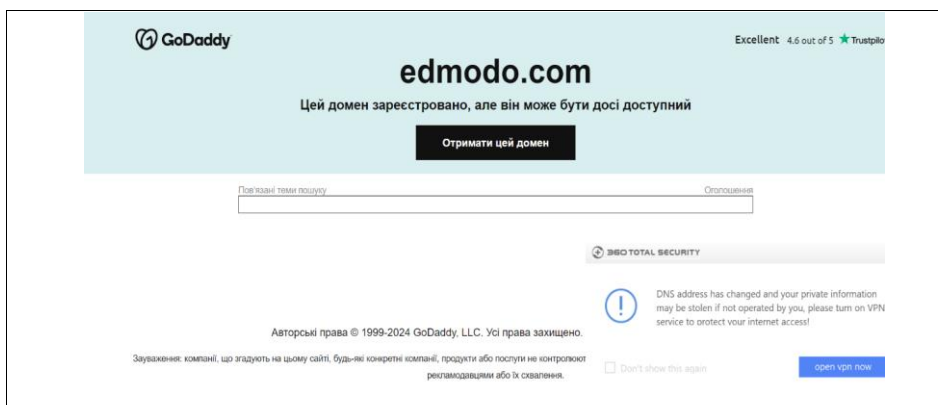 GoDaddy
Excellent 4.6 out of 5 Trustpilo
edmodo.com
Цей домен зареєстровано, але він може бути досі доступний
Отримати цей домен
Пов'язані теми пошуку
Оголошення
360 TOTAL SECURITY
DNS address has changed and your private information
may be stolen if not operated by you, please turn on VPN
service to protect your internet access!
Авторські права © 1999-2024 GoDaddy, LLC. Усі права захищено.
Зауваження: компанії, що згадують на цьому сайті, будь-які конкретні компанії, продукти або послуги не контролюют
рекламодавцями або їх схвалення.
Don't show this again
open vpn now